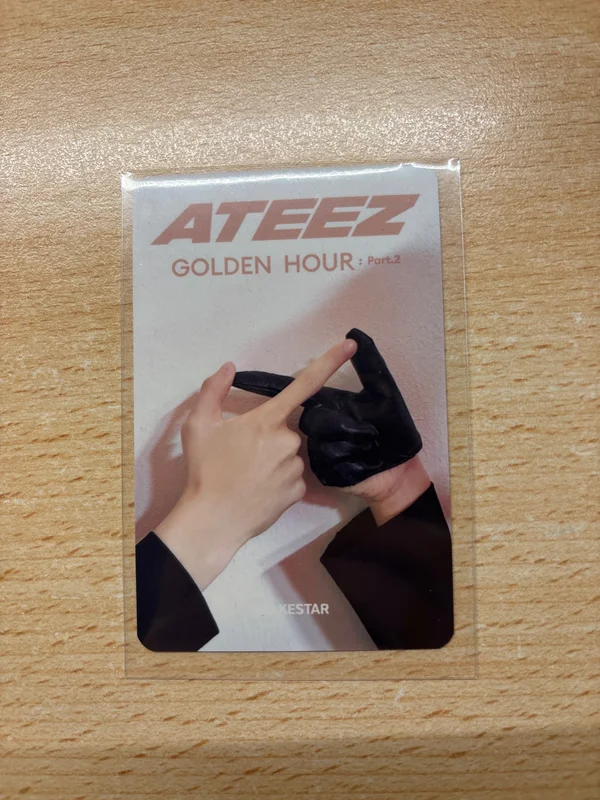 ATEEZ
GOLDEN HOUR : Part.2
KESTAR